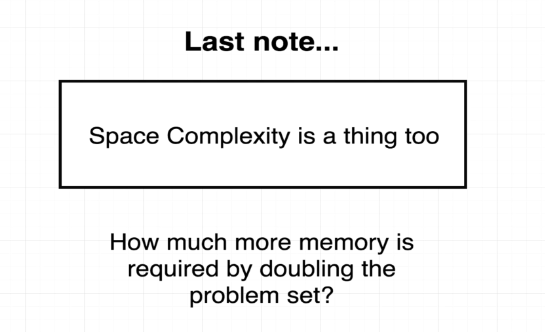 Last note...
Space Complexity is a thing too
How much more memory is
required by doubling the
problem set?